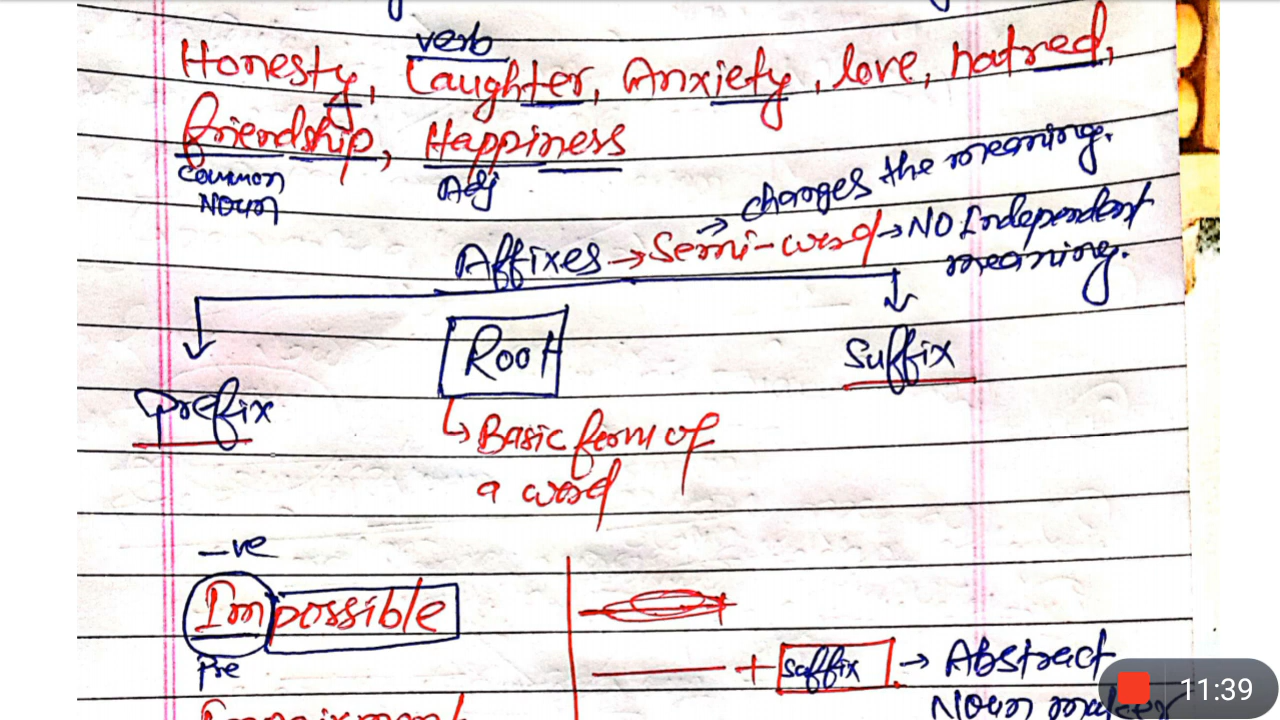 verb
Honesty, Laughter, Anxiety, love, hatred,
friendship, Happiness
common
Noun
Adj
→ changes the meaning.
Affixes → Semi-word → NO Independent
meaning.
Root
Suffix
Prefix
↳ Basic form of
a word
-ve
Impossible
Pre
+ suffix → Abstract
Noun maker
11:39